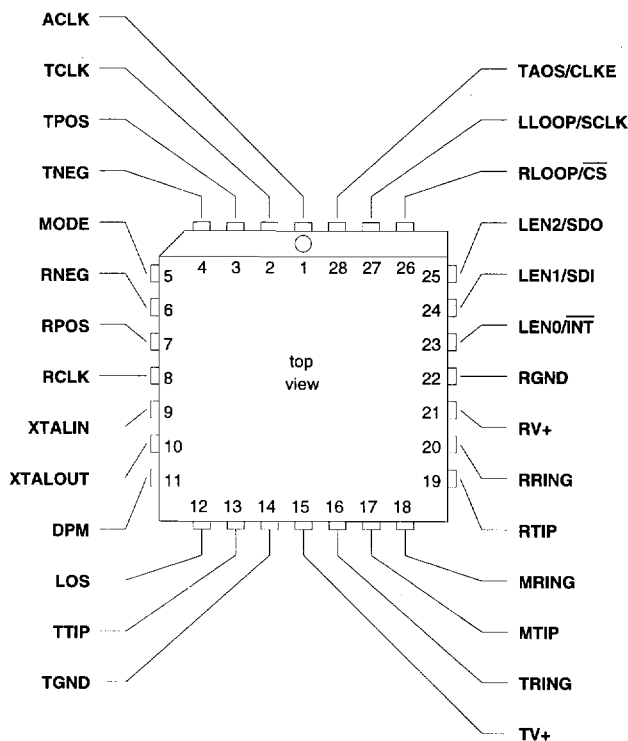 ACLK
TCLK
TPOS
TNEG
MODE
RNEG
RPOS
RCLK
XTALIN
XTALOUT
DPM
LOS
TTIP
TGND
TAOS/CLKE
LLOOP/SCLK
RLOOP/C̅S̅
LEN2/SDO
LEN1/SDI
LEN0/I̅N̅T̅
RGND
RV+
RRING
RTIP
MRING
MTIP
TRING
TV+
4 3 2 1 28 27 26
5
6
7
8
9
10
11
25
24
23
22
21
20
19
top
view
12 13 14 15 16 17 18